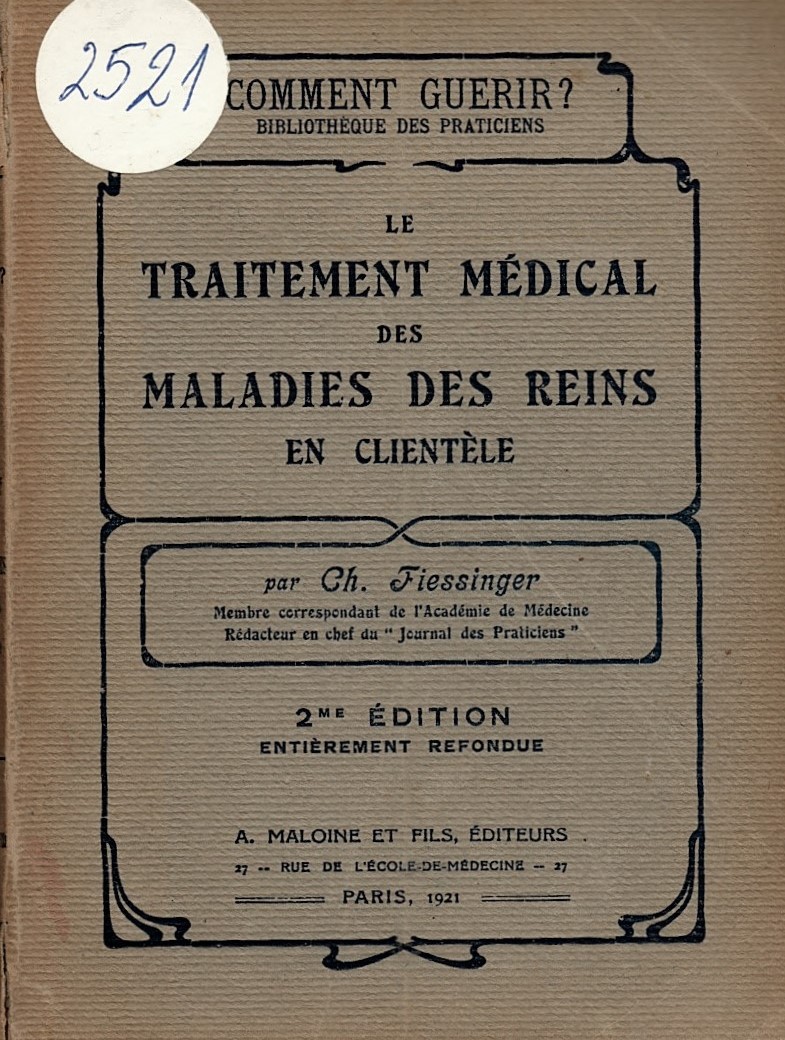 2521
COMMENT GUERIR?
BIBLIOTHÈQUE DES PRATICIENS
LE
TRAITEMENT MÉDICAL
DES
MALADIES DES REINS
EN CLIENTÈLE
par Ch. Fiessinger
Membre correspondant de l'Académie de Médecine
Rédacteur en chef du " Journal des Praticiens "
2ME ÉDITION
ENTIÈREMENT REFONDUE
A. MALOINE ET FILS, ÉDITEURS
27 -- RUE DE L'ÉCOLE-DE-MÉDECINE -- 27
PARIS, 1921